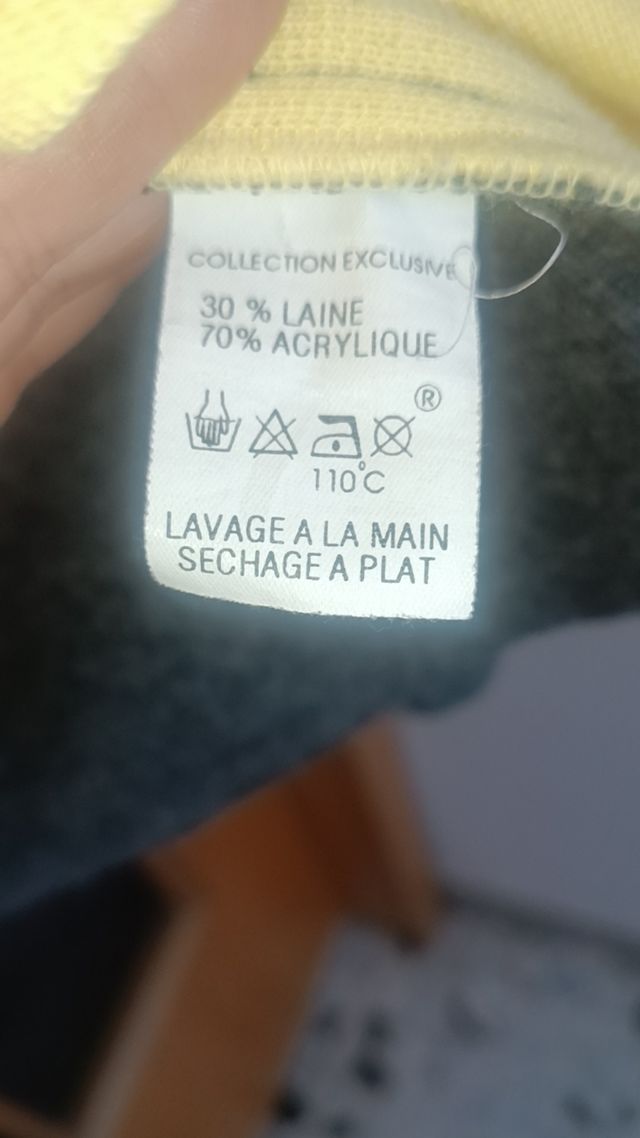 COLLECTION EXCLUSIVE
30 % LAINE
70% ACRYLIQUE
®
110°C
LAVAGE A LA MAIN
SECHAGE A PLAT